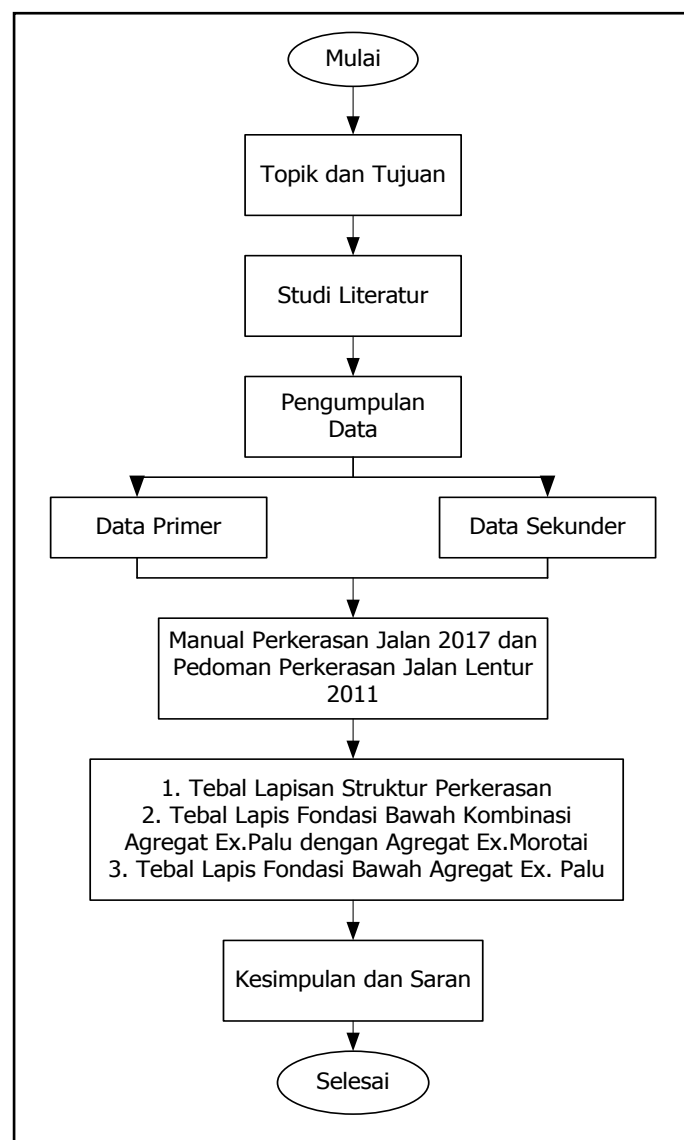 Mulai
Topik dan Tujuan
Studi Literatur
Pengumpulan
Data
Data Primer
Data Sekunder
Manual Perkerasan Jalan 2017 dan
Pedoman Perkerasan Jalan Lentur
2011
1. Tebal Lapisan Struktur Perkerasan
2. Tebal Lapis Fondasi Bawah Kombinasi
Agregat Ex.Palu dengan Agregat Ex.Morotai
3. Tebal Lapis Fondasi Bawah Agregat Ex. Palu
Kesimpulan dan Saran
Selesai